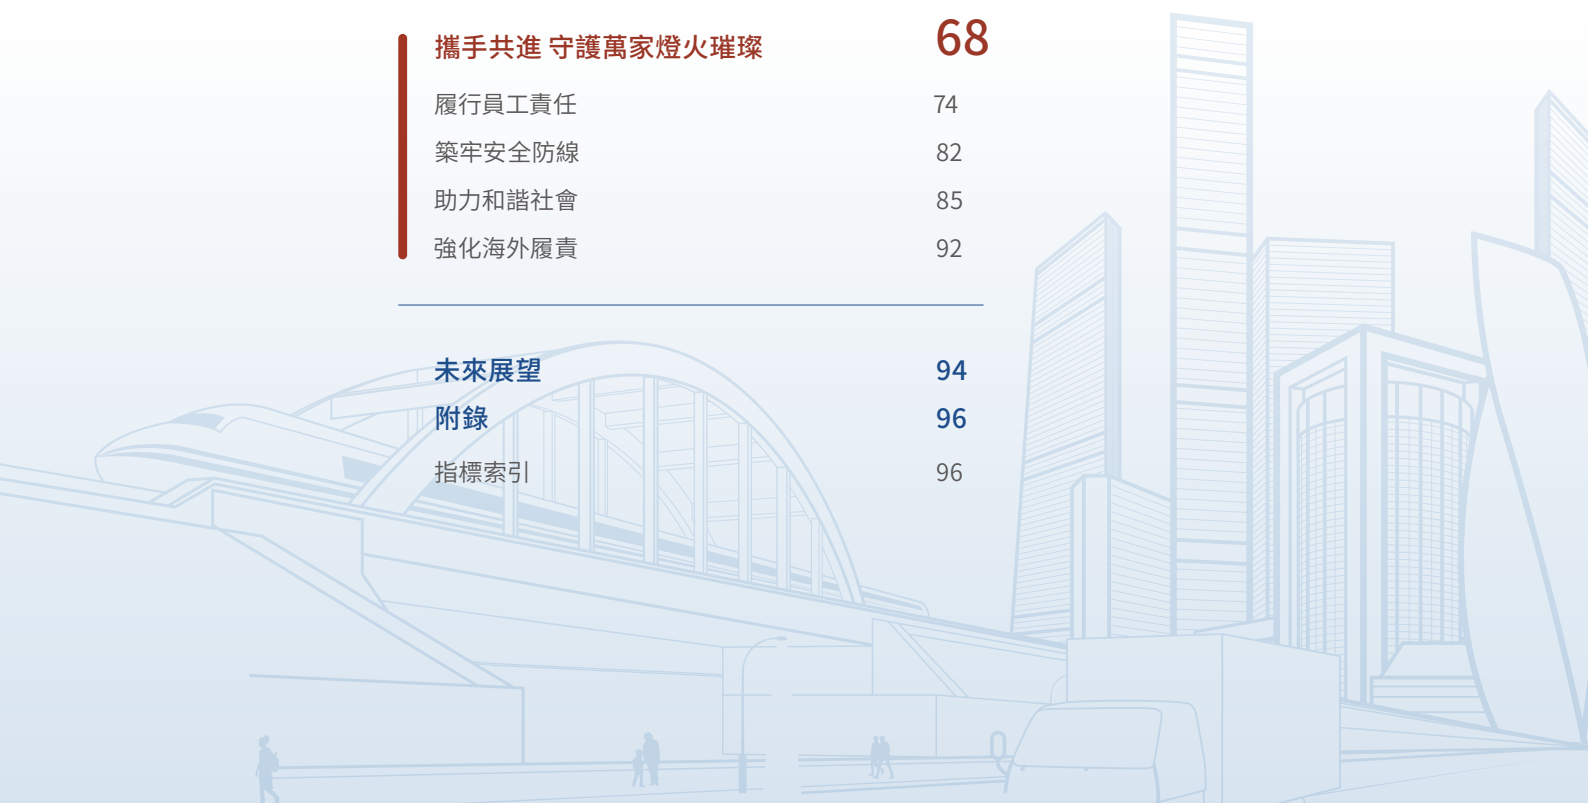 攜手共進 守護萬家燈火璀璨 68
履行員工責任 74
築牢安全防線 82
助力和諧社會 85
強化海外履責 92
未來展望 94
附錄 96
指標索引 96